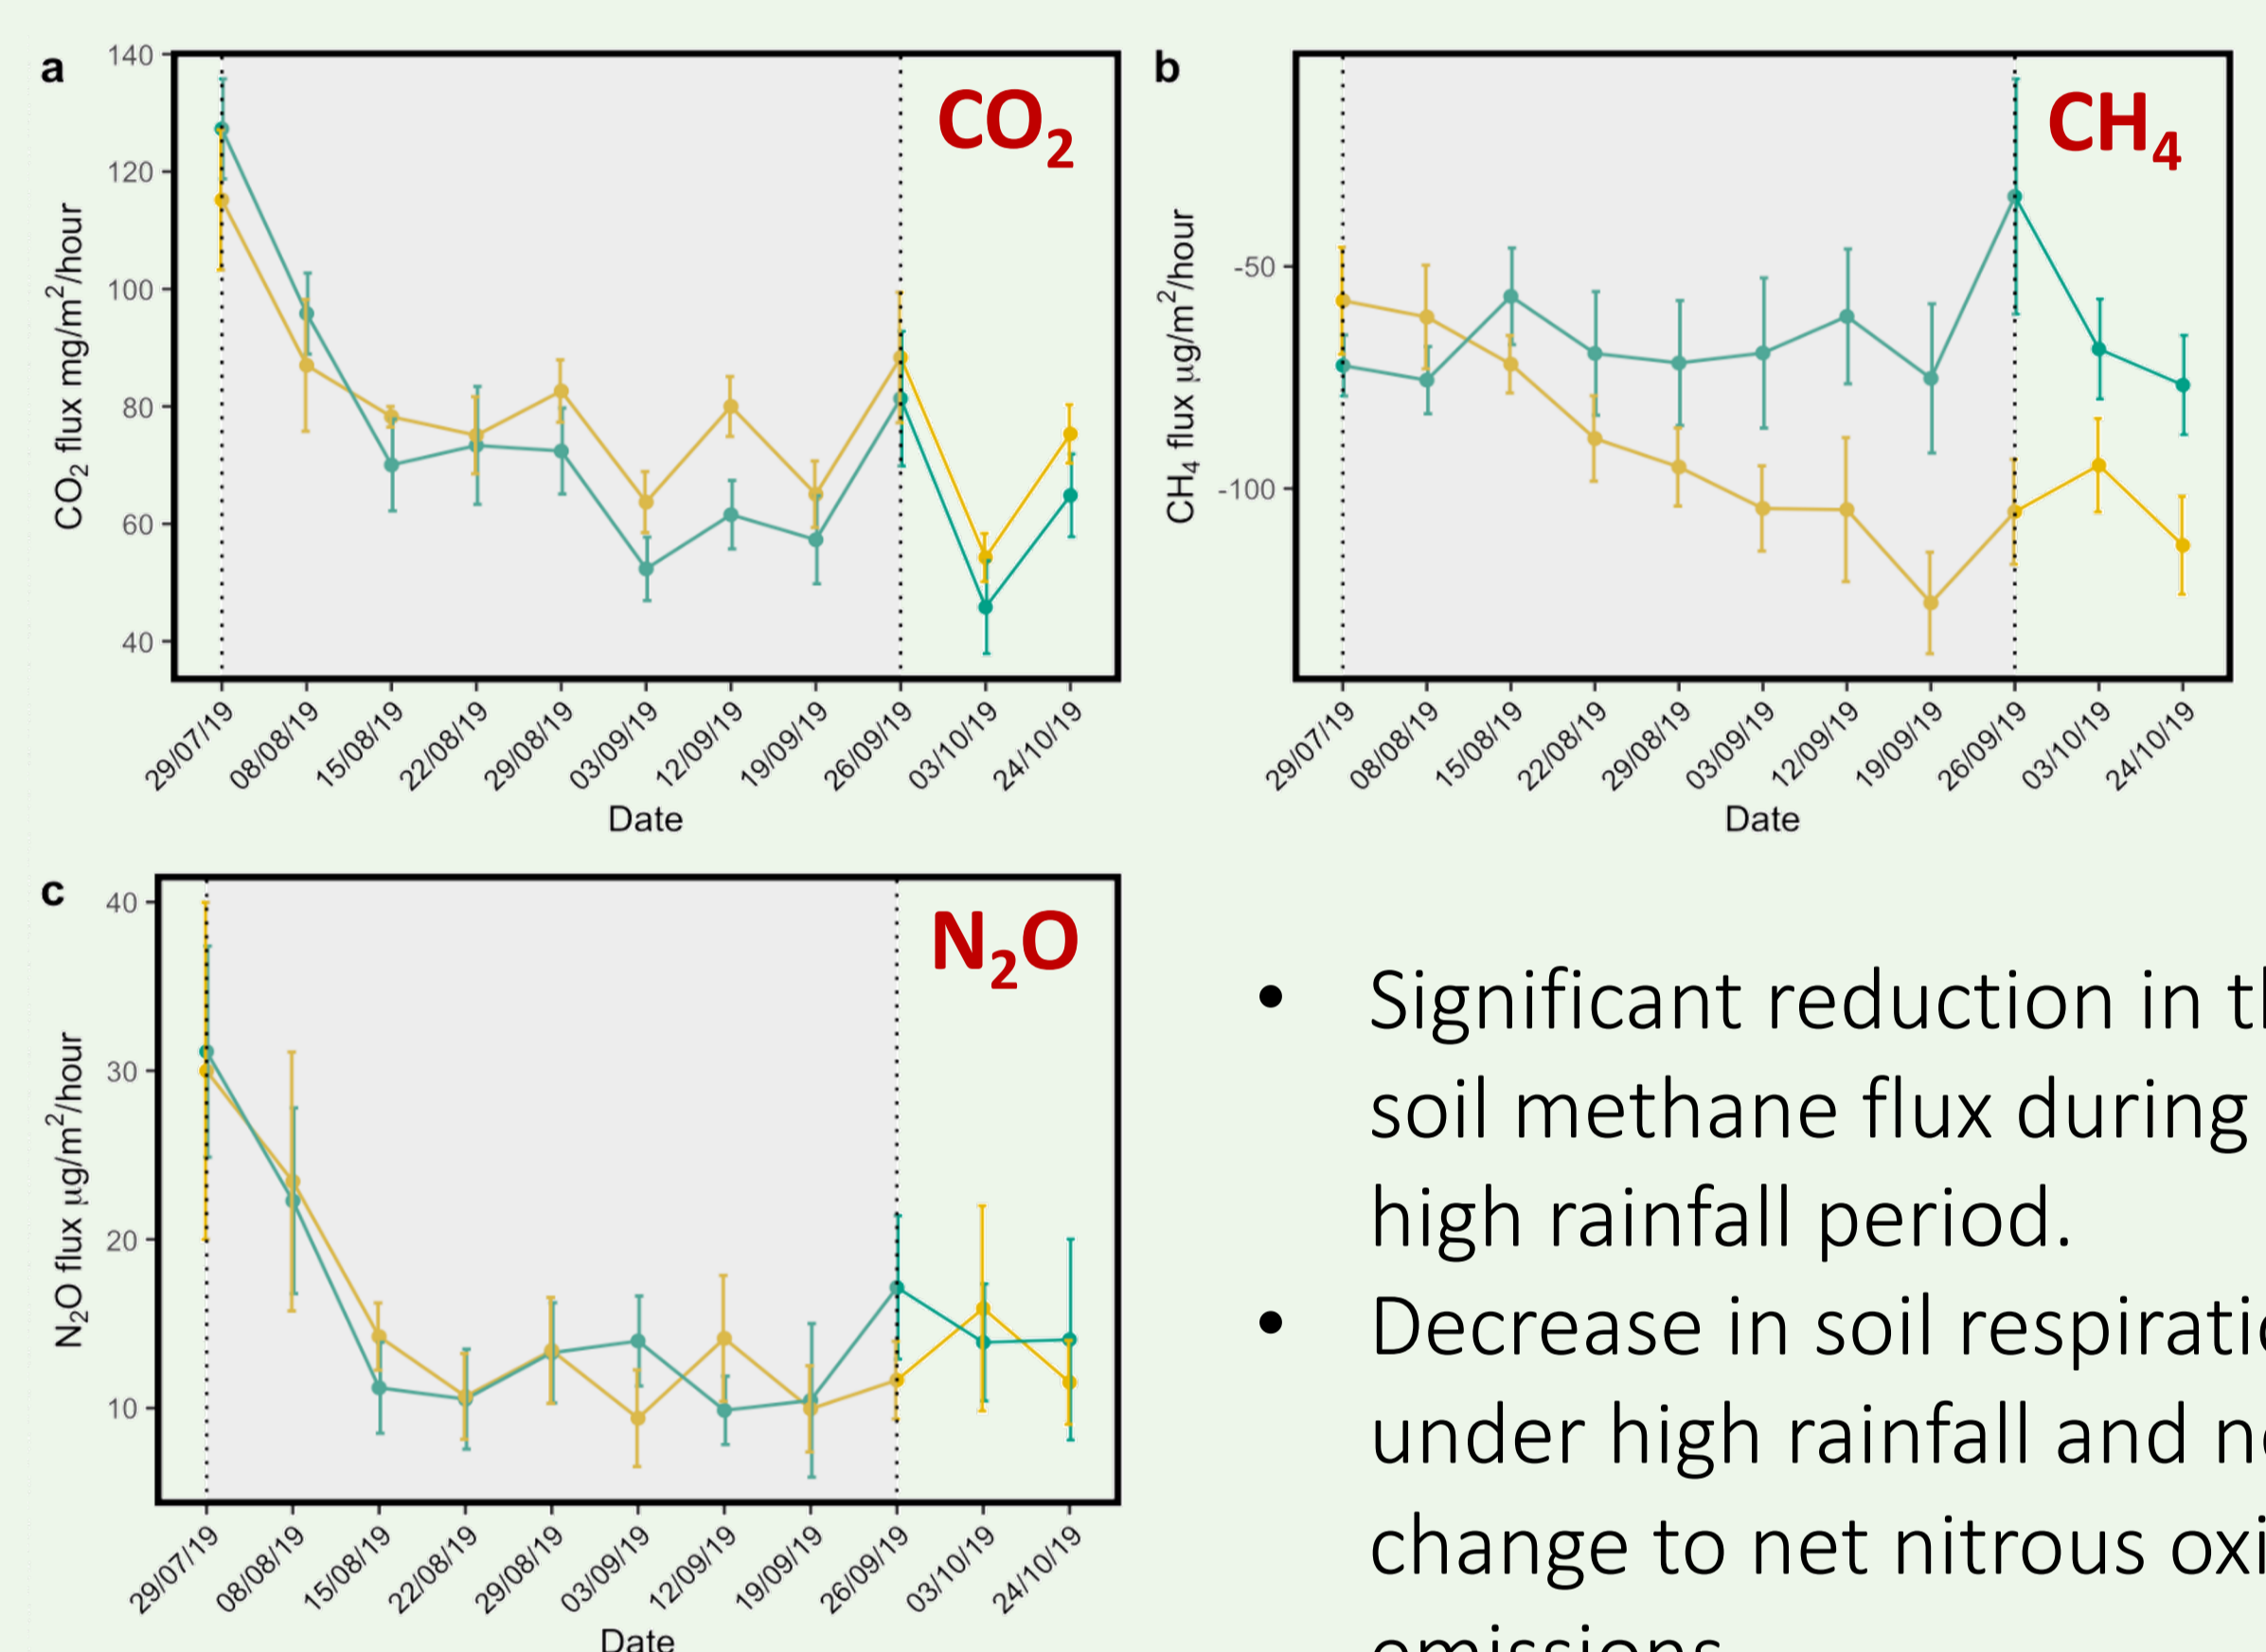 a
CO2
140
120
100
80
60
40
CO2 flux mg/m2/hour
29/07/19 08/08/19 15/08/19 22/08/19 29/08/19 03/09/19 12/09/19 19/09/19 26/09/19 03/10/19 24/10/19
Date
b
CH4
-50
-100
CH4 flux µg/m2/hour
29/07/19 08/08/19 15/08/19 22/08/19 29/08/19 03/09/19 12/09/19 19/09/19 26/09/19 03/10/19 24/10/19
Date
c
N2O
40
30
20
10
N2O flux µg/m2/hour
29/07/19 08/08/19 15/08/19 22/08/19 29/08/19 03/09/19 12/09/19 19/09/19 26/09/19 03/10/19 24/10/19
Date
• Significant reduction in
soil methane flux during
high rainfall period.
• Decrease in soil
under high rainfall and
change to net nitrous